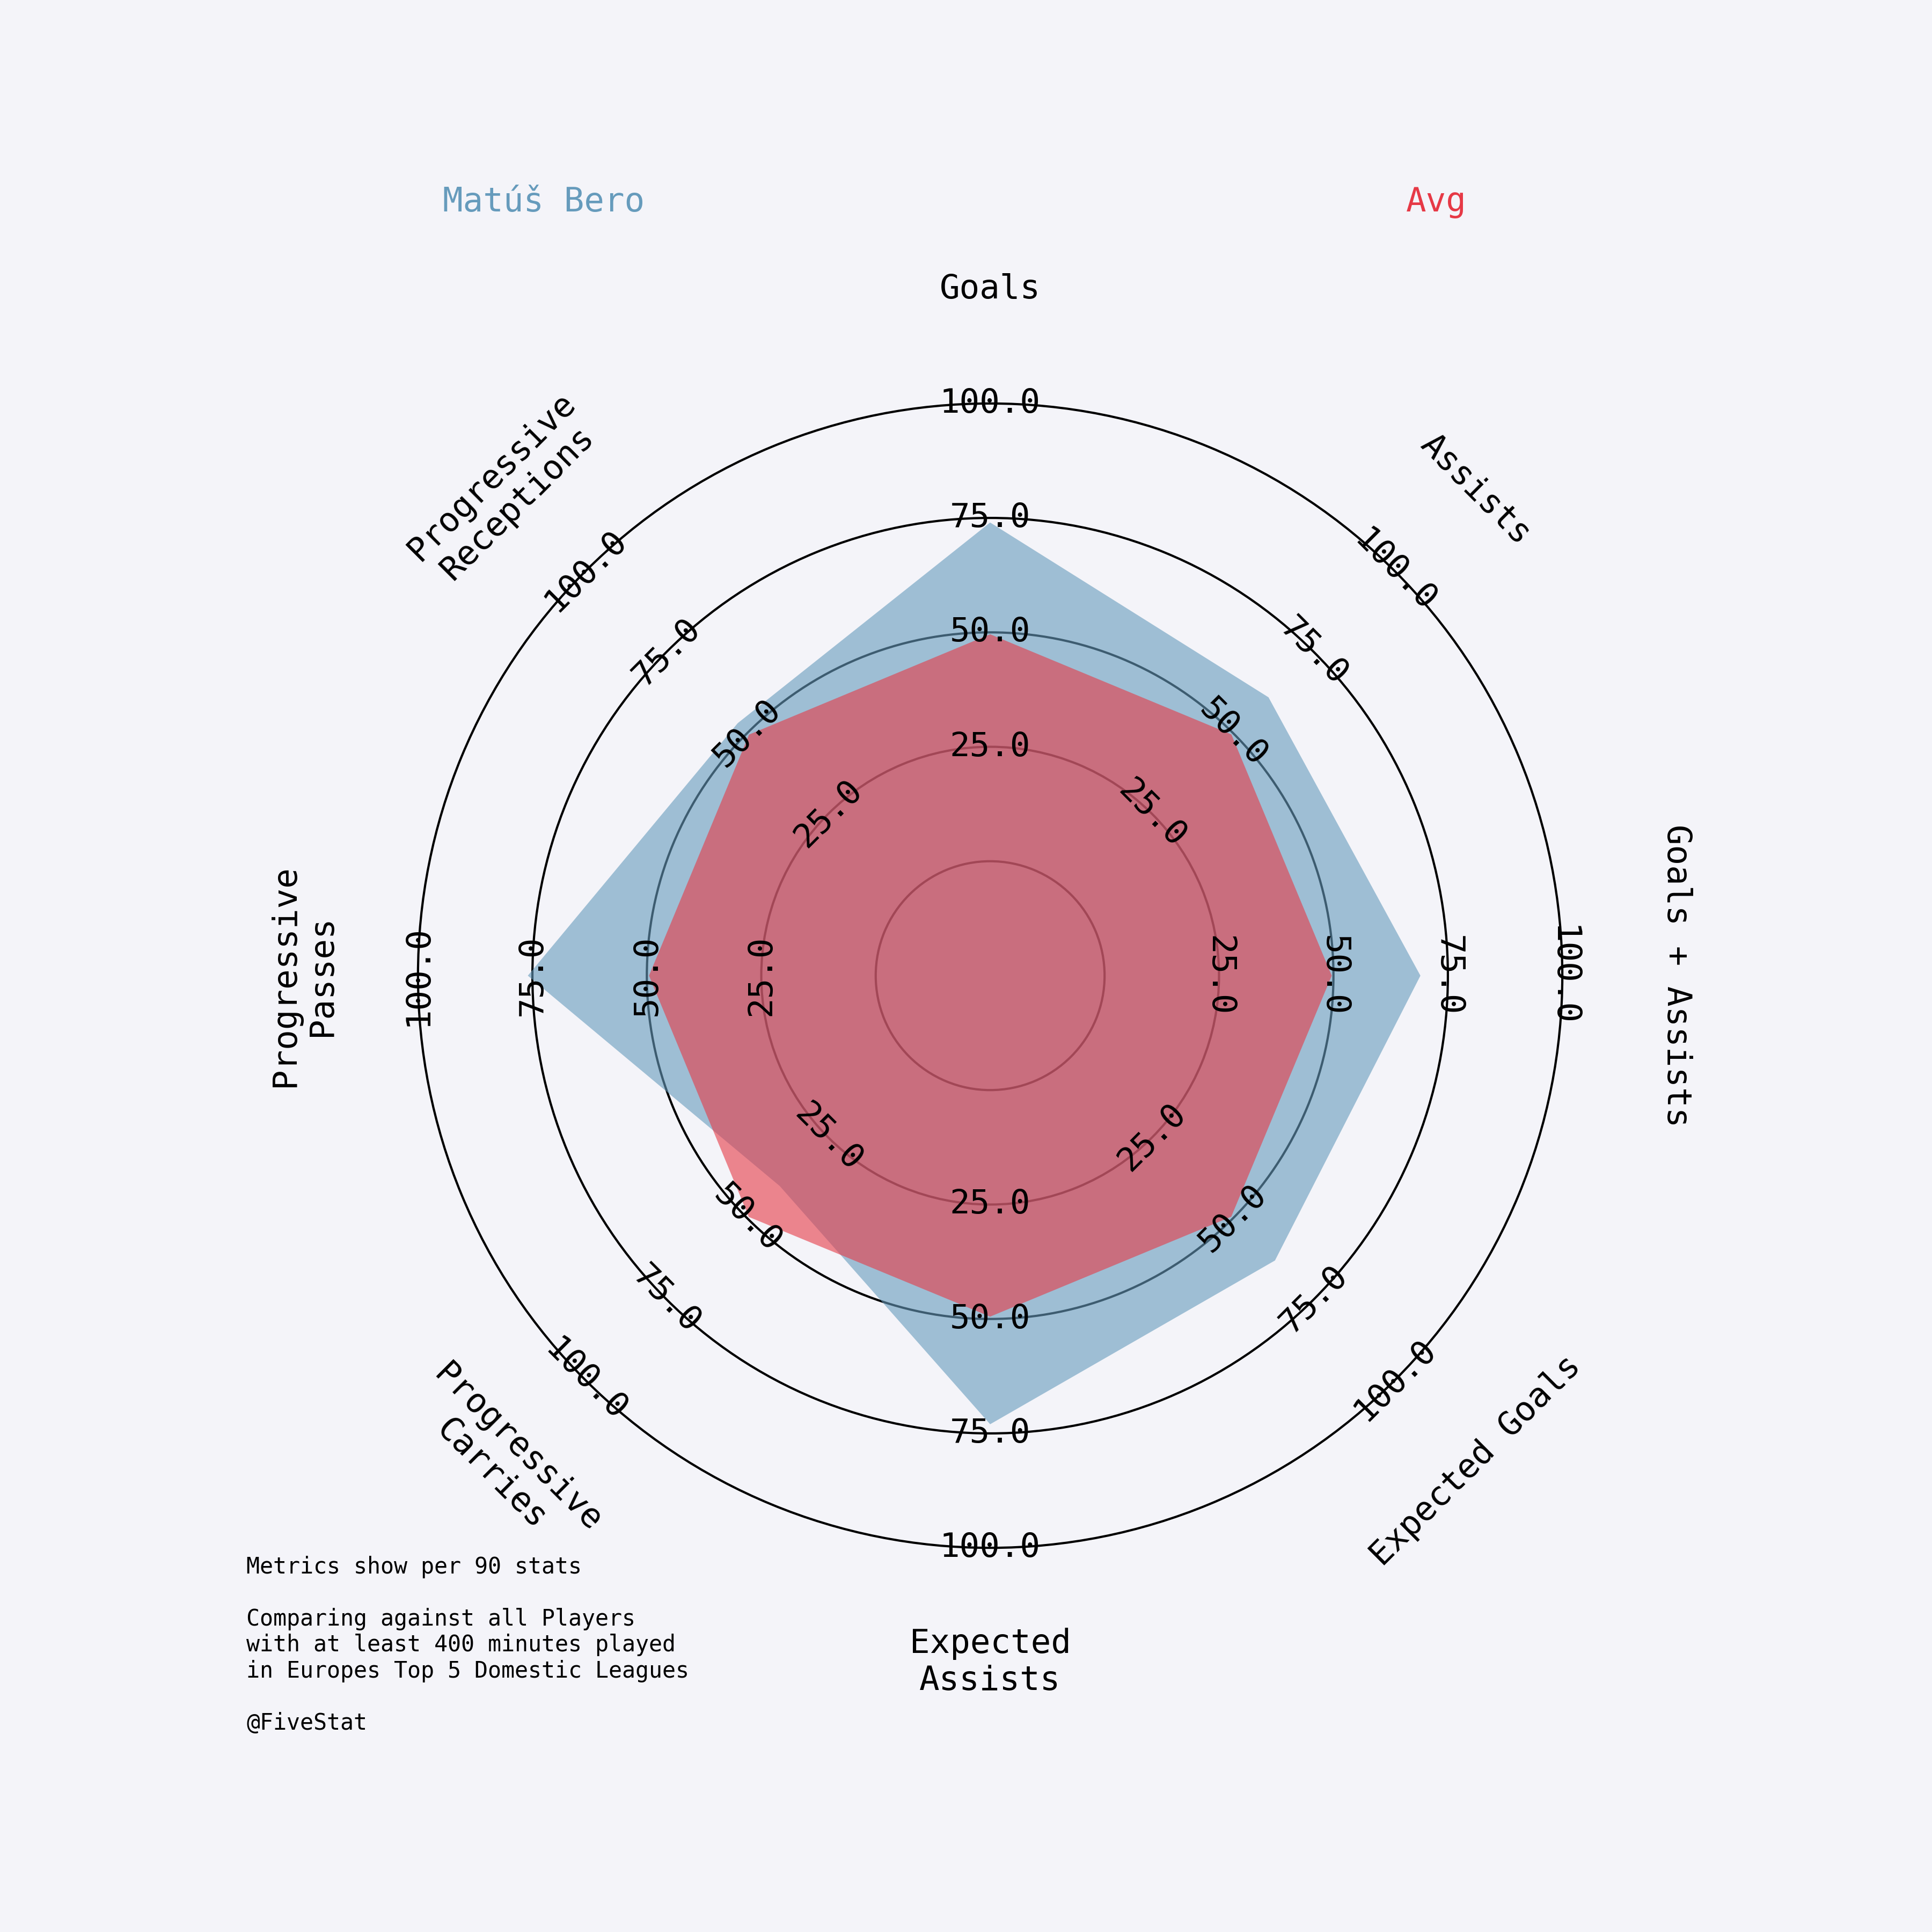 Matúš Bero
Avg
Goals
Assists
Goals + Assists
Expected Goals
Expected
Assists
Progressive
Carries
Progressive
Passes
Progressive
Receptions
25.0
50.0
75.0
100.0
25.0
50.0
75.0
100.0
25.0
50.0
75.0
100.0
25.0
50.0
75.0
100.0
25.0
50.0
75.0
100.0
25.0
50.0
75.0
100.0
25.0
50.0
75.0
100.0
25.0
50.0
75.0
100.0
Metrics show per 90 stats
Comparing against all Players
with at least 400 minutes played
in Europes Top 5 Domestic Leagues
@FiveStat